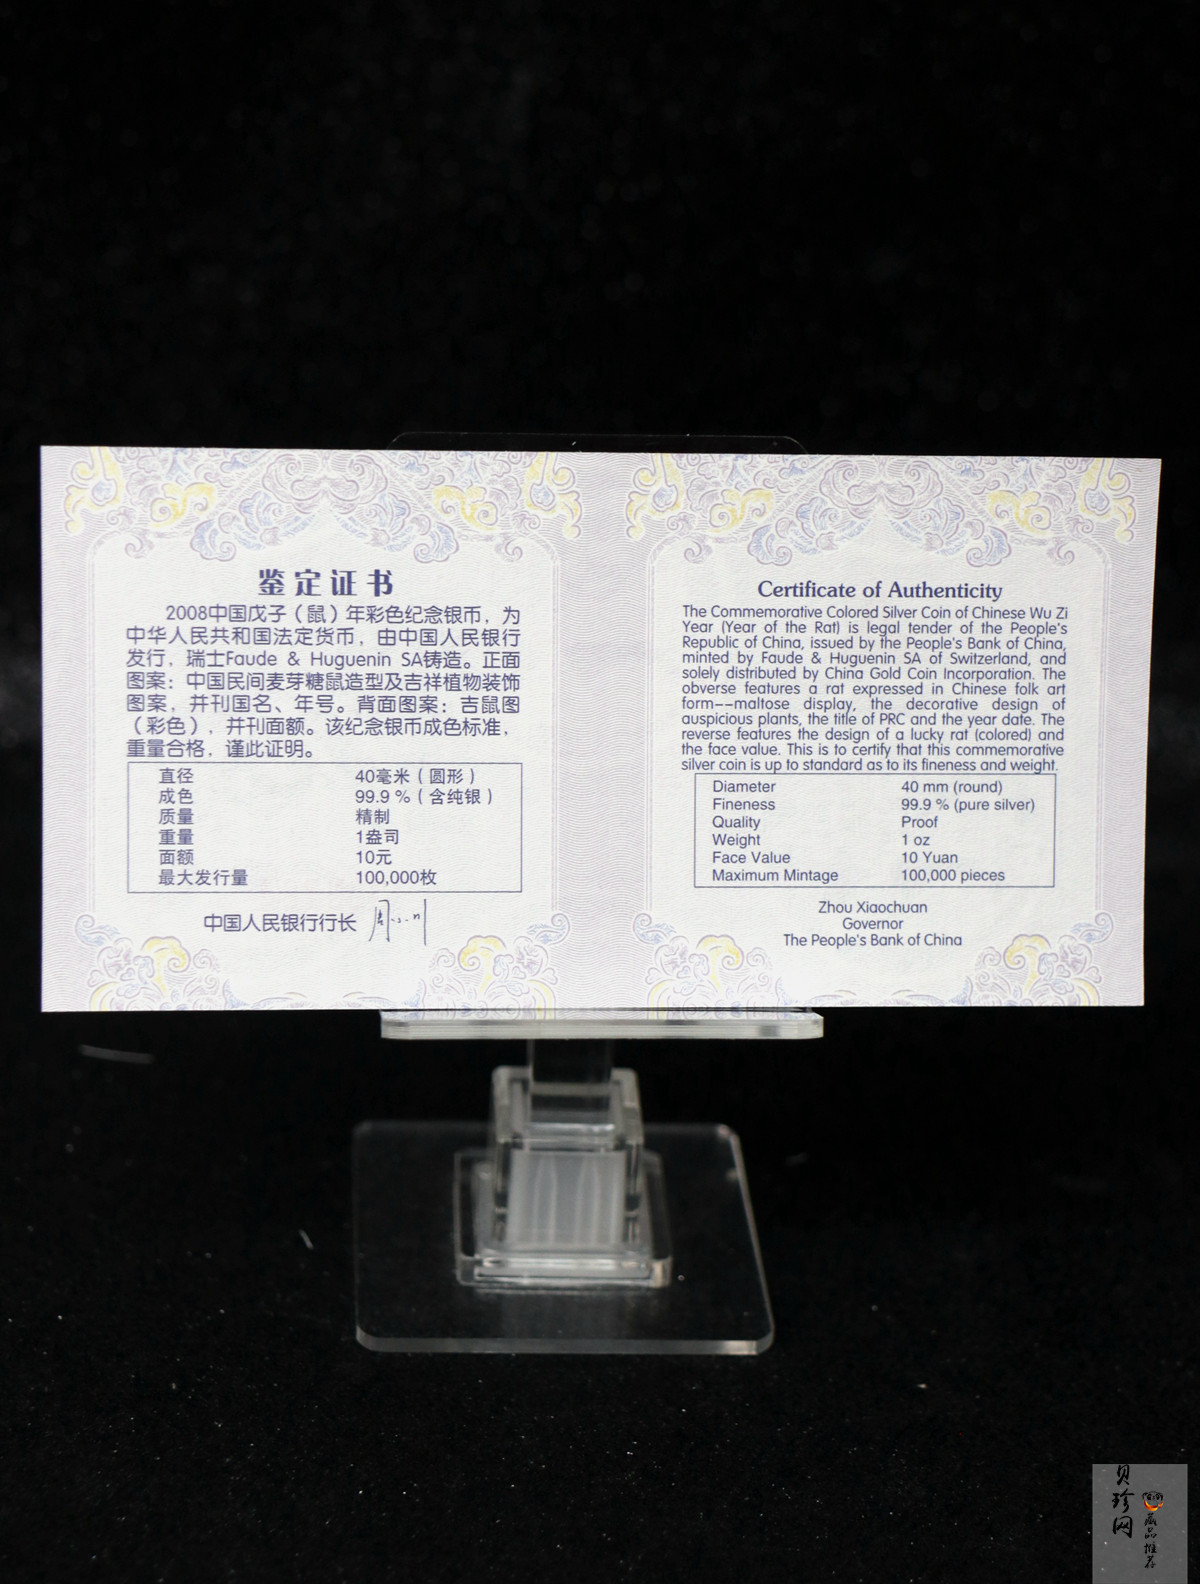 鉴定证书
2008中国戊子（鼠）年彩色纪念银币，为
中华人民共和国法定货币，由中国人民银行
发行，瑞士Faude & Huguenin SA铸造。正面
图案：中国民间麦芽糖鼠造型及吉祥植物装饰
图案，并刊国名、年号。背面图案：吉鼠图
（彩色），并刊面额。该纪念银币成色标准，
重量合格，谨此证明。
直径 40毫米（圆形）
成色 99.9 %（含纯银）
质量 精制
重量 1盎司
面额 10元
最大发行量 100,000枚
中国人民银行行长 周小川
Certificate of Authenticity
The Commemorative Colored Silver Coin of Chinese Wu Zi
Year (Year of the Rat) is legal tender of the People's
Republic of China, issued by the People's Bank of China,
minted by Faude & Huguenin SA of Switzerland, and
solely distributed by China Gold Coin Incorporation. The
obverse features a rat expressed in Chinese folk art
form--maltose display, the decorative design of
auspicious plants, the title of PRC and the year date. The
reverse features the design of a lucky rat (colored) and
the face value. This is to certify that this commemorative
silver coin is up to standard as to its fineness and weight.
Diameter 40 mm (round)
Fineness 99.9 % (pure silver)
Quality Proof
Weight 1 oz
Face Value 10 Yuan
Maximum Mintage 100,000 pieces
Zhou Xiaochuan
Governor
The People's Bank of China
贝珍网
藏品推荐